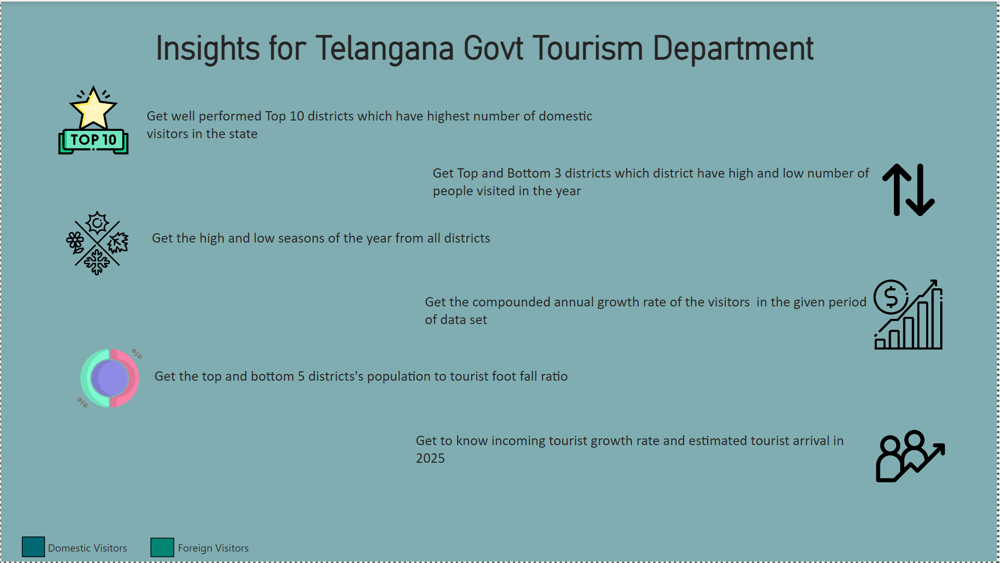 Insights for Telangana Govt Tourism Department
TOP 10
Get well performed Top 10 districts which have highest number of domestic
visitors in the state
Get Top and Bottom 3 districts which district have high and low number of
people visited in the year
Get the high and low seasons of the year from all districts
Get the compounded annual growth rate of the visitors  in the given period
of data set
$
%
Get the top and bottom 5 districts's population to tourist foot fall ratio
%
Get to know incoming tourist growth rate and estimated tourist arrival in
2025
Domestic Visitors
Foreign Visitors